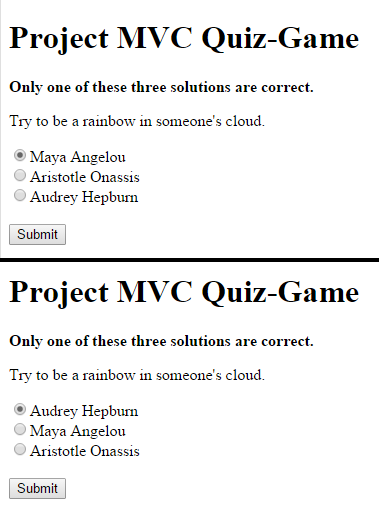 Project MVC Quiz-Game
Only one of these three solutions are correct.
Try to be a rainbow in someone's cloud.
Maya Angelou
Aristotle Onassis
Audrey Hepburn
Submit
Project MVC Quiz-Game
Only one of these three solutions are correct.
Try to be a rainbow in someone's cloud.
Audrey Hepburn
Maya Angelou
Aristotle Onassis
Submit